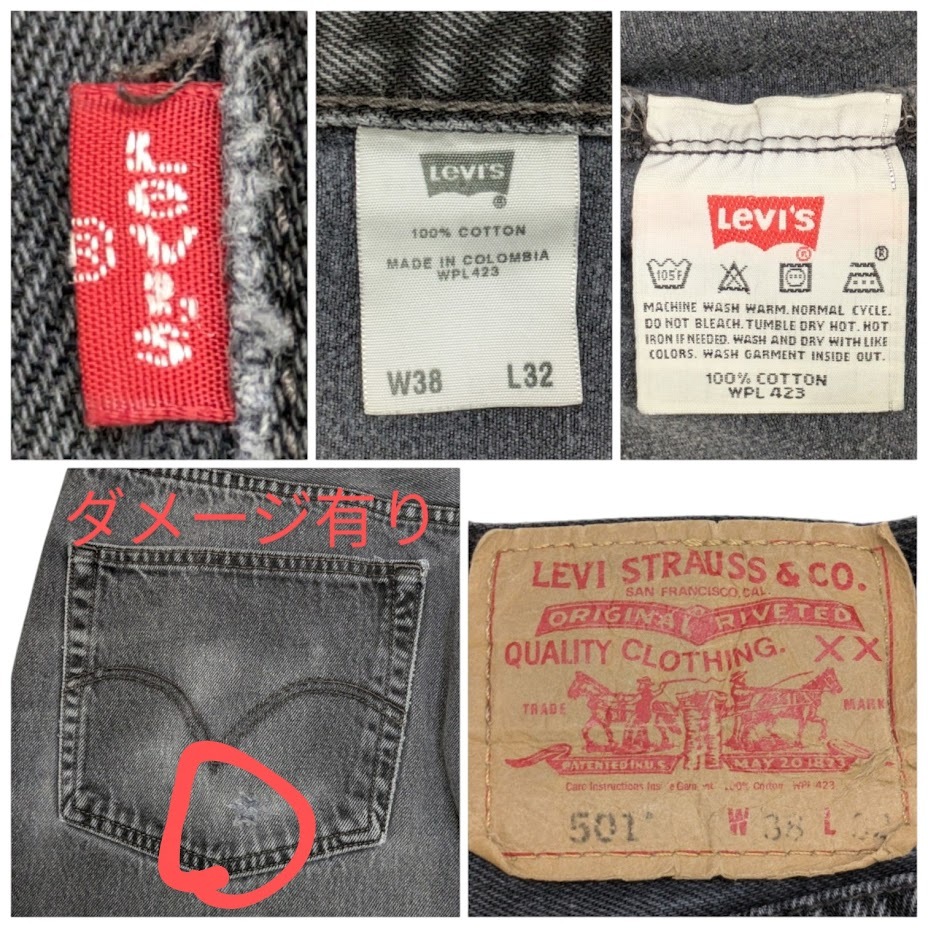 LEVI'S
®
LEVI'S
®
100% COTTON
MADE IN COLOMBIA
WPL423
W38 L32
LEVI'S
®
105F ®
MACHINE WASH WARM. NORMAL CYCLE.
DO NOT BLEACH. TUMBLE DRY HOT. HOT
IRON IF NEEDED. WASH AND DRY WITH LIKE
COLORS. WASH GARMENT INSIDE OUT.
100% COTTON
WPL 423
ダメージ有り
LEVI STRAUSS & CO.
SAN FRANCISCO, CAL.
ORIGINAL RIVETED
QUALITY CLOTHING. XX
TRADE MARK
PATENTED IN U.S. MAY 20 1873
Care Instructions 100% Cotton WPL 423
501 W 38 L